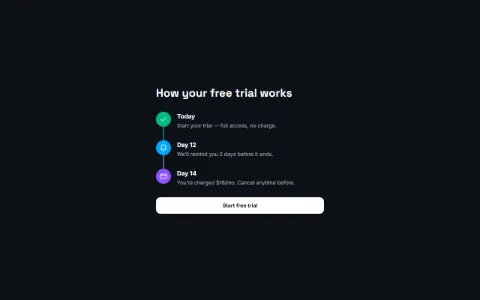 How your free trial works
Today
Start your trial — full access, no charge.
Day 12
We'll remind you 2 days before it ends.
Day 14
You're charged $18/mo. Cancel anytime before.
Start free trial